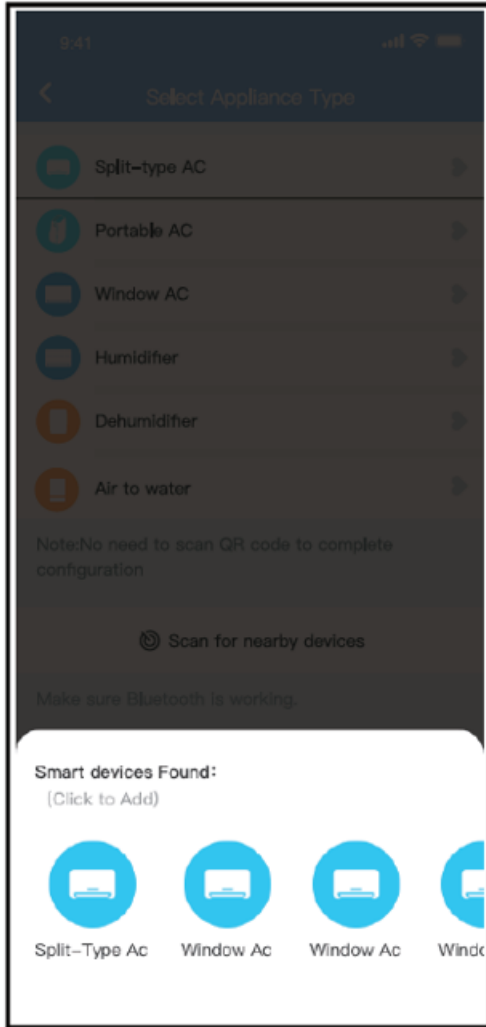 9:41
Select Appliance Type
Split-type AC
Portable AC
Window AC
Humidifier
Dehumidifier
Air to water
Note:No need to scan QR code to complete
configuration
Scan for nearby devices
Make sure Bluetooth is working.
Smart devices Found:
(Click to Add)
Split-Type Ac Window Ac Window Ac Windo